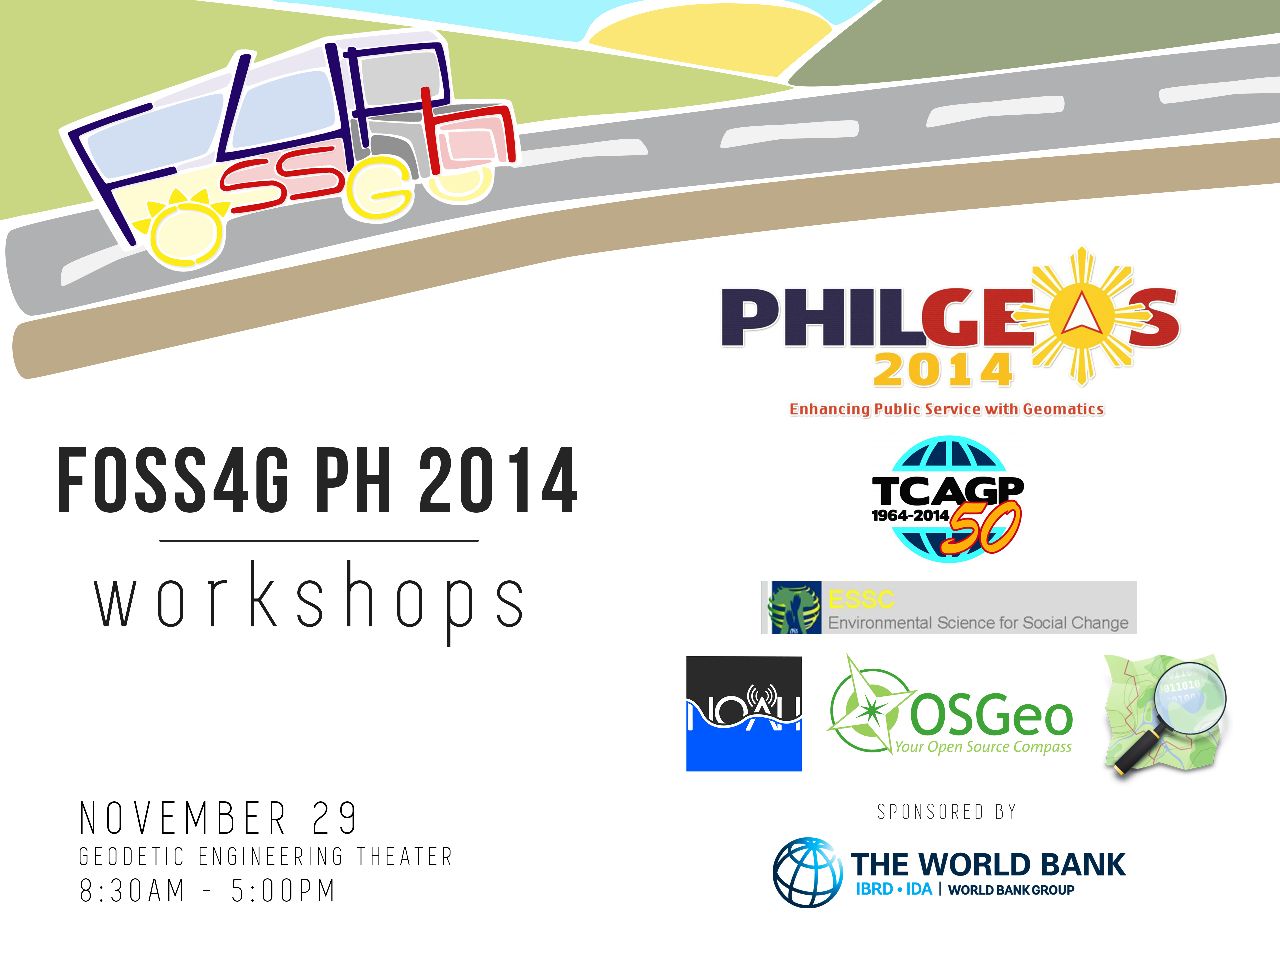 F4PH
OSSG
PHILGEOS
2014
Enhancing Public Service with Geomatics
FOSS4G PH 2014
workshops
TCAGP
1964-2014 50
ESSC
Environmental Science for Social Change
NOAH
OSGeo
Your Open Source Compass
NOVEMBER 29
GEODETIC ENGINEERING THEATER
8:30AM - 5:00PM
SPONSORED BY
THE WORLD BANK
IBRD • IDA | WORLD BANK GROUP